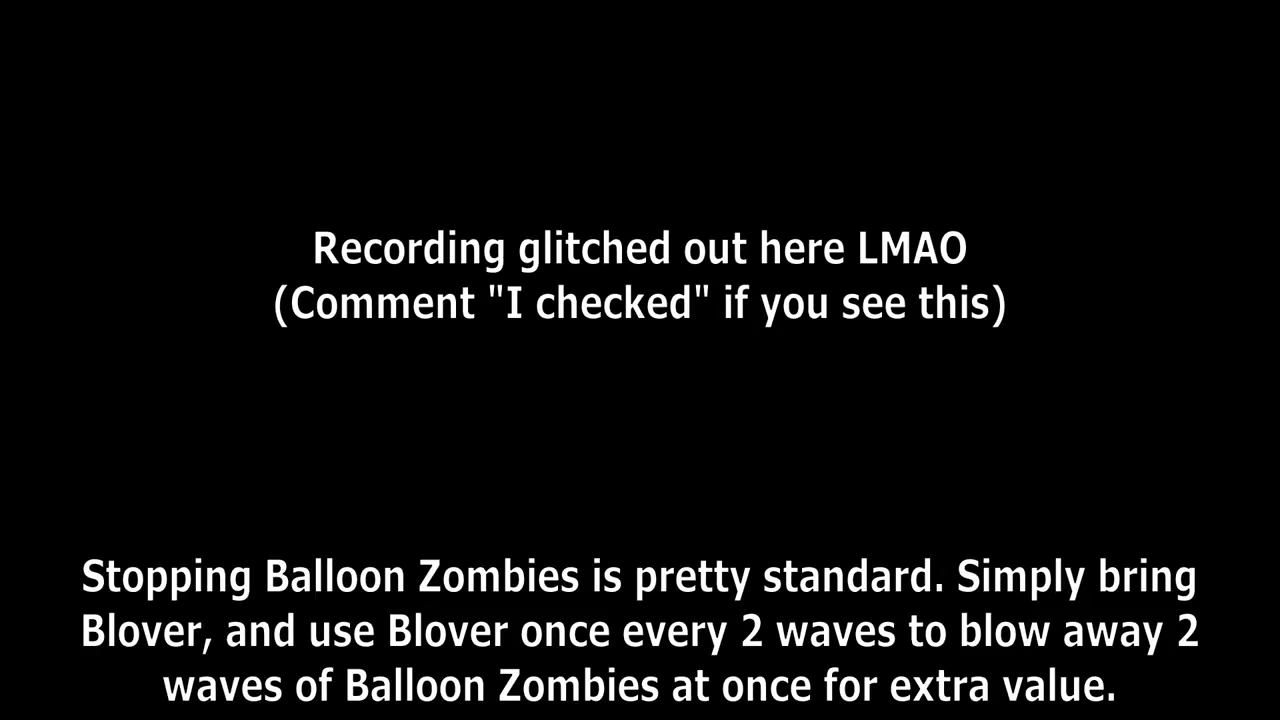 Recording glitched out here LMAO
(Comment "I checked" if you see this)
Stopping Balloon Zombies is pretty standard. Simply bring
Blover, and use Blover once every 2 waves to blow away 2
waves of Balloon Zombies at once for extra value.